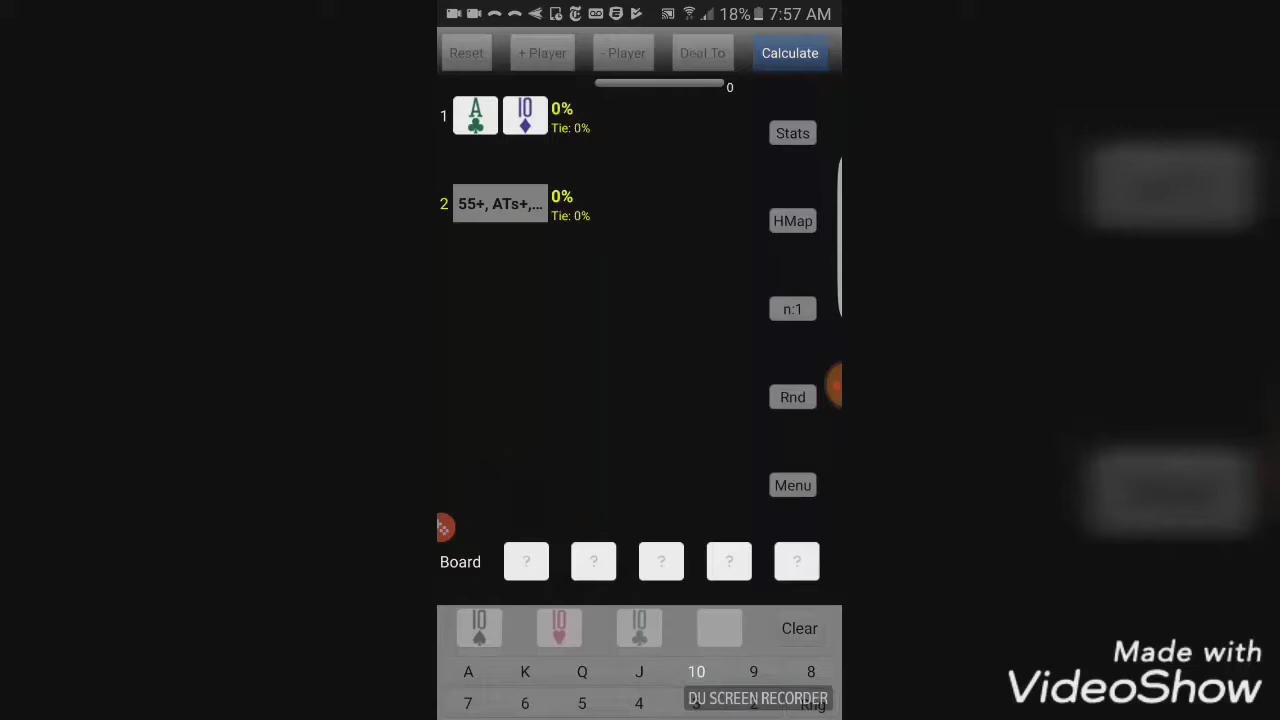 18% 7:57 AM
Reset + Player - Player Deal To Calculate
0
1 A 10 0%
Tie: 0%
Stats
2 55+, ATs+,... 0%
Tie: 0%
HMap
n:1
Rnd
Menu
Board ? ? ? ? ?
10 10 10 Clear
A K Q J 10 9 8
7 6 5 4
DU SCREEN RECORDER
Made with
VideoShow